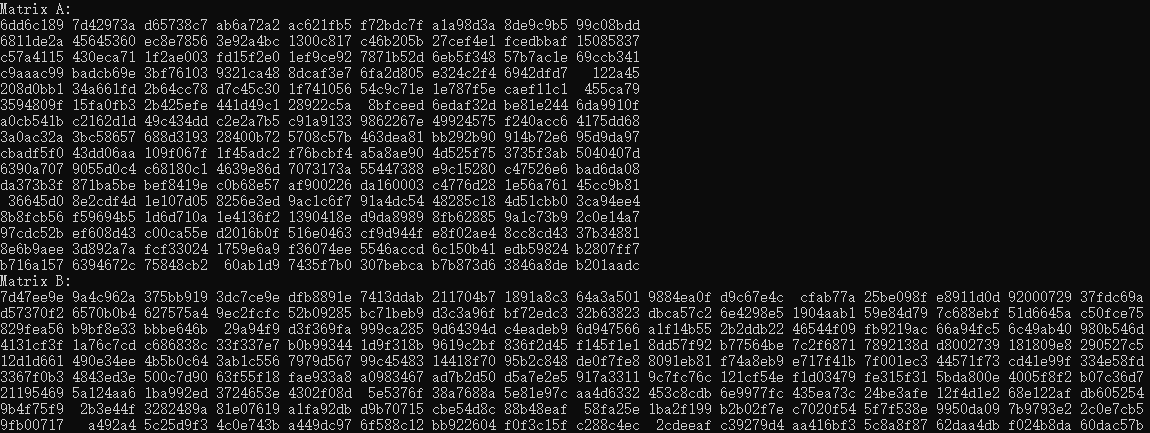 Matrix A:
6dd6c189 7d42973a d65738c7 ab6a72a2 ac621fb5 f72bdc7f a1a98d3a 8de9c9b5 99c08bdd
6811de2a 45645360 ec8e7856 3e92a4bc 1300c817 c46b205b 27cef4e1 fcedbbaf 15085837
c57a4115 430eca71 1f2ae003 fd15f2e0 1ef9ce92 7871b52d 6eb5f348 57b7ac1e 69ccb341
c9aaac99 badcb69e 3bf76103 9321ca48 8dcaf3e7 6fa2d805 e324c2f4 6942dfd7   122a45
208d0bb1 34a661fd 2b64cc78 d7c45c30 1f741056 54c9c71e 1e787f5e caef11c1   455ca79
3594809f 15fa0fb3 2b425efe 441d49c1 28922c5a  8bfceed 6edaf32d be81e244 6da9910f
a0cb541b c2162d1d 49c434dd c2e2a7b5 c91a9133 9862267e 49924575 f240acc6 4175dd68
3a0ac32a 3bc58657 688d3193 28400b72 5708c57b 463dea81 bb292b90 914b72e6 95d9da97
cbadf5f0 43dd06aa 109f067f 1f45adc2 f76bcbf4 a5a8ae90 4d525f75 3735f3ab 5040407d
6390a707 9055d0c4 c68180c1 4639e86d 7073173a 55447388 e9c15280 c47526e6 bad6da08
da373b3f 871ba5be bef8419e c0b68e57 af900226 da160003 c4776d28 1e56a761 45cc9b81
 36645d0 8e2cdf4d 1e107d05 8256e3ed 9ac1c6f7 91a4dc54 48285c18 4d51cbb0 3ca94ee4
8b8fcb56 f59694b5 1d6d710a 1e4136f2 1390418e d9da8989 8fb62885 9a1c73b9 2c0e14a7
97cdc52b ef608d43 c00ca55e d2016b0f 516e0463 cf9d944f e8f02ae4 8cc8cd43 37b34881
8e6b9aee 3d892a7a fcf33024 1759e6a9 f36074ee 5546accd 6c150b41 edb59824 b2807ff7
b716a157 6394672c 75848cb2  60ab1d9 7435f7b0 307bebca b7b873d6 3846a8de b201aadc
Matrix B:
7d47ee9e 9a4c962a 375bb919 3dc7ce9e dfb8891e 7413ddab 211704b7 1891a8c3 64a3a501 9884ea0f d9c67e4c  cfab77a 25be098f e8911d0d 92000729 37fdc69a
d57370f2 6570b0b4 627575a4 9ec2fcfc 52b09285 bc71beb9 d3c3a96f bf72edc3 32b63823 dbca57c2 6e4298e5 1904aab1 59e84d79 7c688ebf 51d6645a c50fce75
829fea56 b9bf8e33 bbbe646b  29a94f9 d3f369fa 999ca285 9d64394d c4eadeb9 6d947566 a1f14b55 2b2ddb22 46544f09 fb9219ac 66a94fc5 6c49ab40 980b546d
4131cf3f 1a76c7cd c686838c 33f337e7 b0b99344 1d9f318b 9619c2bf 836f2d45 f145f1e1 8dd57f92 b77564be 7c2f6871 7892138d d8002739 181809e8 290527c5
12d1d661 490e34ee 4b5b0c64 3ab1c556 7979d567 99c45483 14418f70 95b2c848 de0f7fe8 8091eb81 f74a8eb9 e717f41b 7f001ec3 44571f73 cd41e99f 334e58fd
3367f0b3 4843ed3e 500c7d90 63f55f18 fae933a8 a0983467 ad7b2d50 d5a7e2e5 917a3311 9c7fc76c 121cf54e f1d03479 fe315f31 5bda800e 4005f8f2 b07c36d7
21195469 5a124aa6 1ba992ed 3724653e 4302f08d 5e5376f 38a7688a 5e81e97c aa4d6332 453c8cdb 6e9977fc 435ea73c 24be3afe 12f4d1e2 68e122af db605254
9b4f75f9  2b3e44f 3282489a 81e07619 a1fa92db d9b70715 cbe54d8c 88b48eaf 58fa25e 1ba2f199 b2b02f7e c7020f54 5f7f538e 9950da09 7b9793e2 2c0e7cb5
9fb00717  a492a4 5c25d9f3 4c0e743b a449dc97 6f588c12 bb922604 f0f3c15f c288c4ec 2cdeeaf c39279d4 aa416bf3 5c8a8f87 62daa4db f024b8da 60dac57b